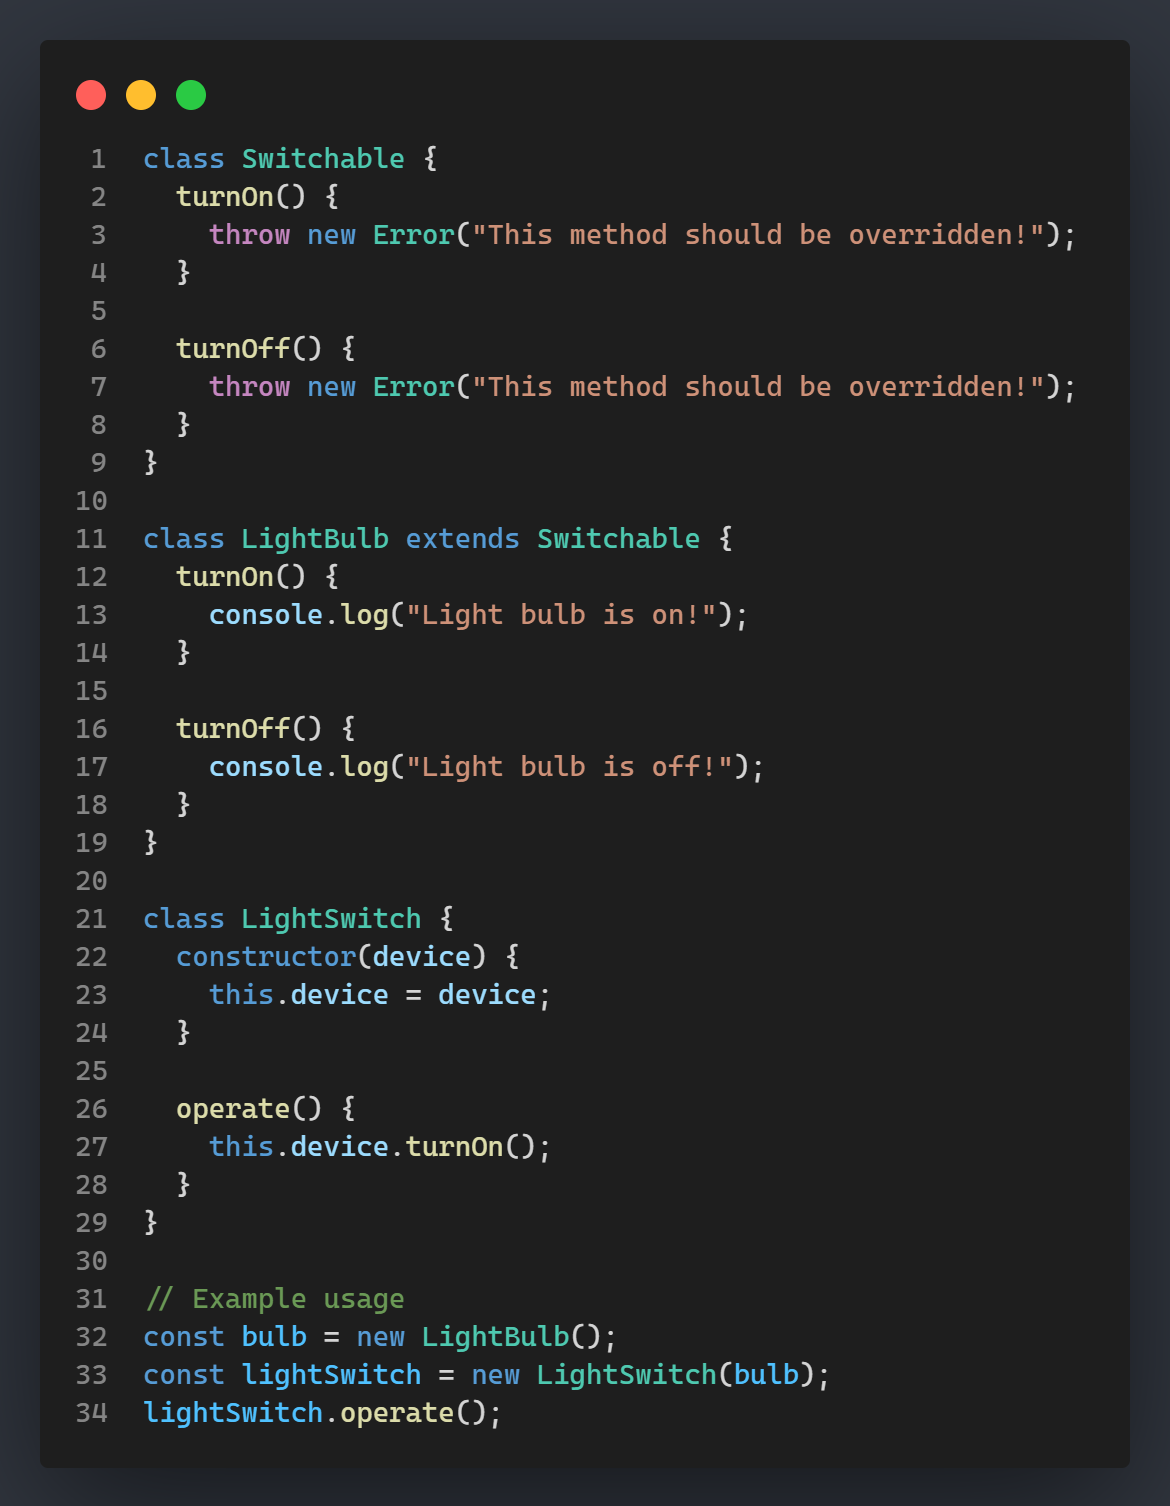 1 class Switchable {
2   turnOn() {
3     throw new Error("This method should be overridden!");
4   }
5
6   turnOff() {
7     throw new Error("This method should be overridden!");
8   }
9 }
10
11 class LightBulb extends Switchable {
12   turnOn() {
13     console.log("Light bulb is on!");
14   }
15
16   turnOff() {
17     console.log("Light bulb is off!");
18   }
19 }
20
21 class LightSwitch {
22   constructor(device) {
23     this.device = device;
24   }
25
26   operate() {
27     this.device.turnOn();
28   }
29 }
30
31 // Example usage
32 const bulb = new LightBulb();
33 const lightSwitch = new LightSwitch(bulb);
34 lightSwitch.operate();